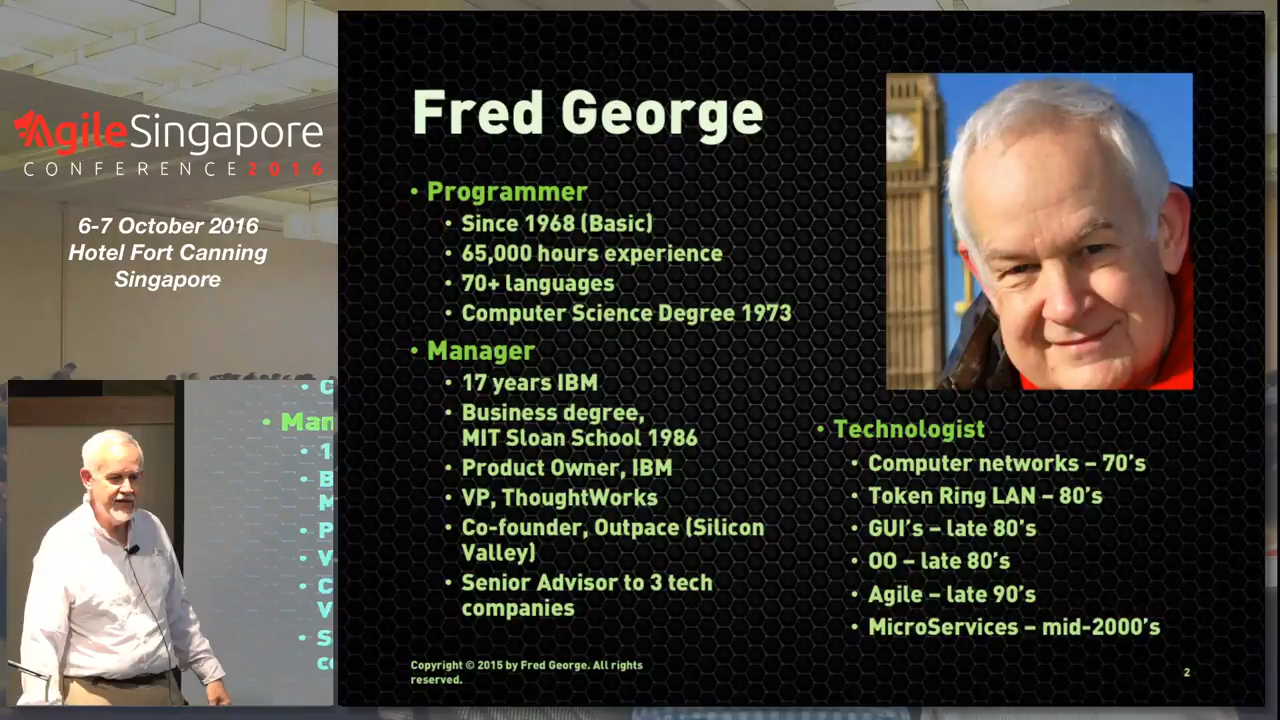 AgileSingapore
CONFERENCE 2016
6-7 October 2016
Hotel Fort Canning
Singapore
Fred George
• Programmer
• Since 1968 (Basic)
• 65,000 hours experience
• 70+ languages
• Computer Science Degree 1973
• Manager
• 17 years IBM
• Business degree,
MIT Sloan School 1986
• Product Owner, IBM
• VP, ThoughtWorks
• Co-founder, Outpace (Silicon
Valley)
• Senior Advisor to 3 tech
companies
• Technologist
• Computer networks – 70's
• Token Ring LAN – 80's
• GUI's – late 80's
• OO – late 80's
• Agile – late 90's
• MicroServices – mid-2000's
Copyright © 2015 by Fred George. All rights
reserved.
2
• C
• Man
• 1
• B
M
• P
• V
• C
V
• S
co